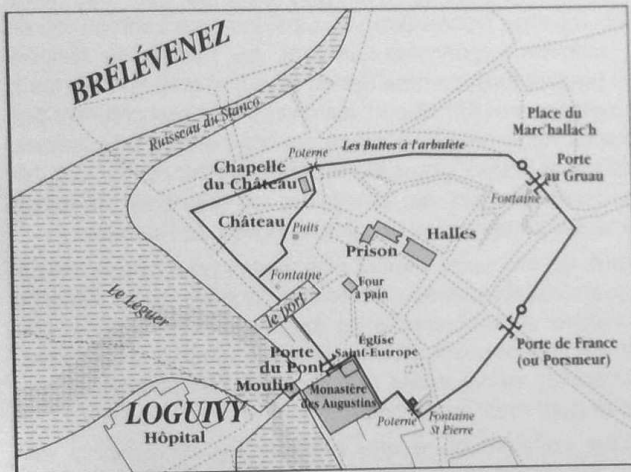 BRÉLÉVENEZ
Ruisseau du Stanco
Place du
Marc'hallac'h
Les Buttes à l'arbulete
Poterne
Porte
au Gruau
Chapelle
du Château
Fontaine
Château
Puits
Halles
Prison
Fontaine
Four
à pain
le port
Le Léguer
Église
Saint-Eutrope
Porte de France
(ou Porsmeur)
Porte
du Pont
Moulin
Monastère
des Augustins
LOGUIVY
Hôpital
Poterne
Fontaine
St Pierre